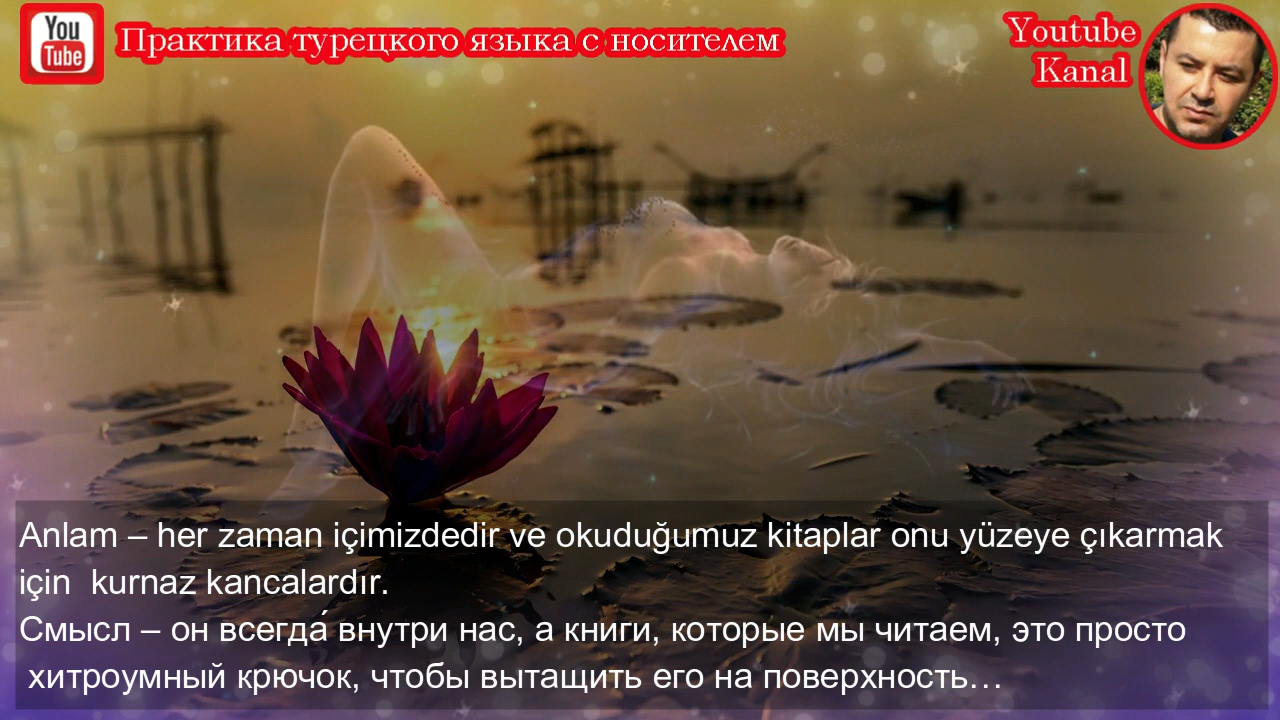 You
Tube
Практика турецкого языка с носителем
Youtube
Kanal
Anlam – her zaman içimizdedir ve okuduğumuz kitaplar onu yüzeye çıkarmak
için  kurnaz kancalardır.
Смысл – он всегда́ внутри нас, а книги, которые мы читаем, это просто
хитроумный крючок, чтобы вытащить его на поверхность…